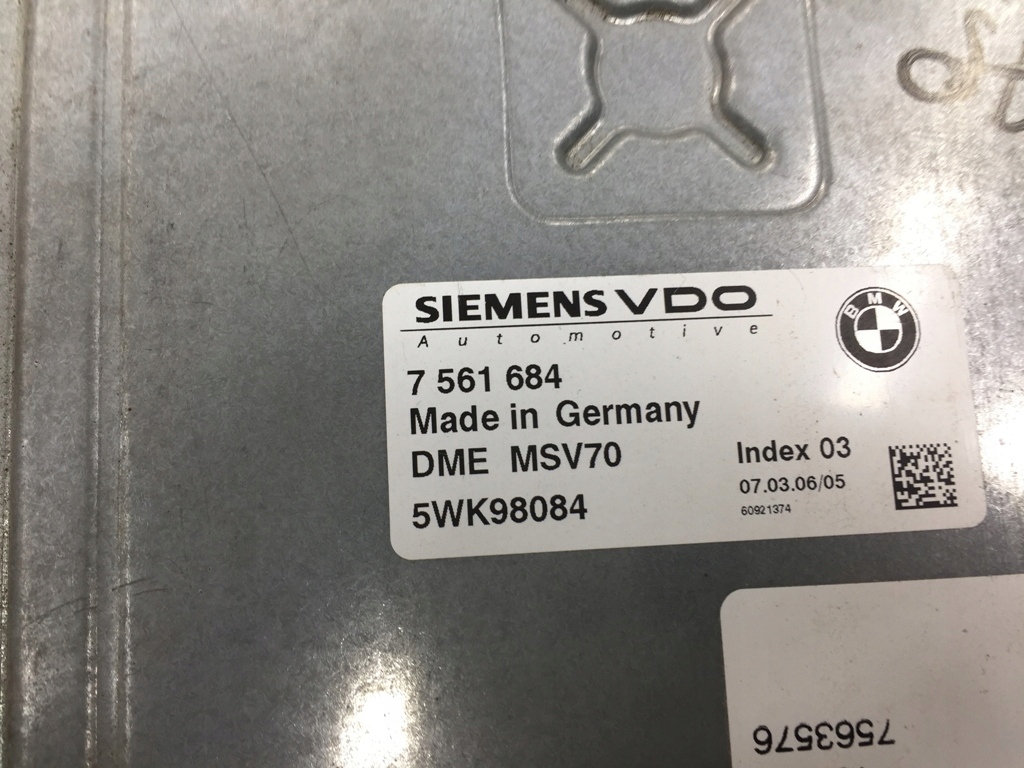 SIEMENS VDO
Automotive
BMW
7 561 684
Made in Germany
DME MSV70
5WK98084
Index 03
07.03.06/05
60921374
7563576